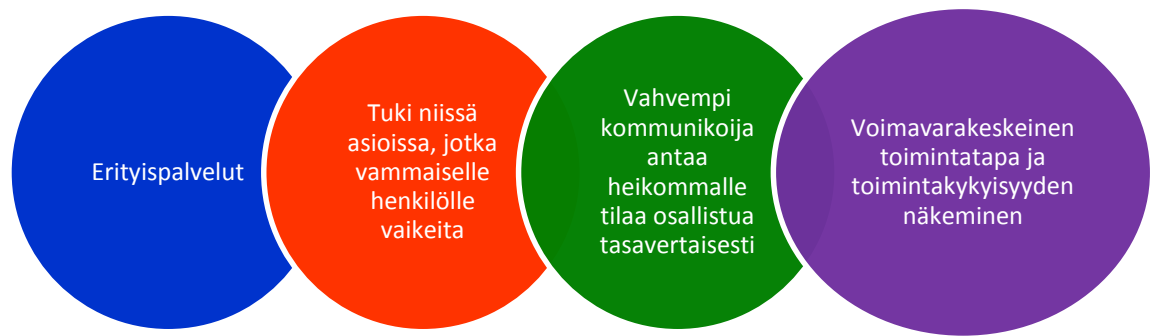 Erityispalvelut
Tuki niissä
asioissa, jotka
vammaiselle
henkilölle
vaikeita
Vahvempi
kommunikoija
antaa
heikommalle
tilaa osallistua
tasavertaisesti
Voimavarakeskeinen
toimintatapa ja
toimintakykyisyyden
näkeminen